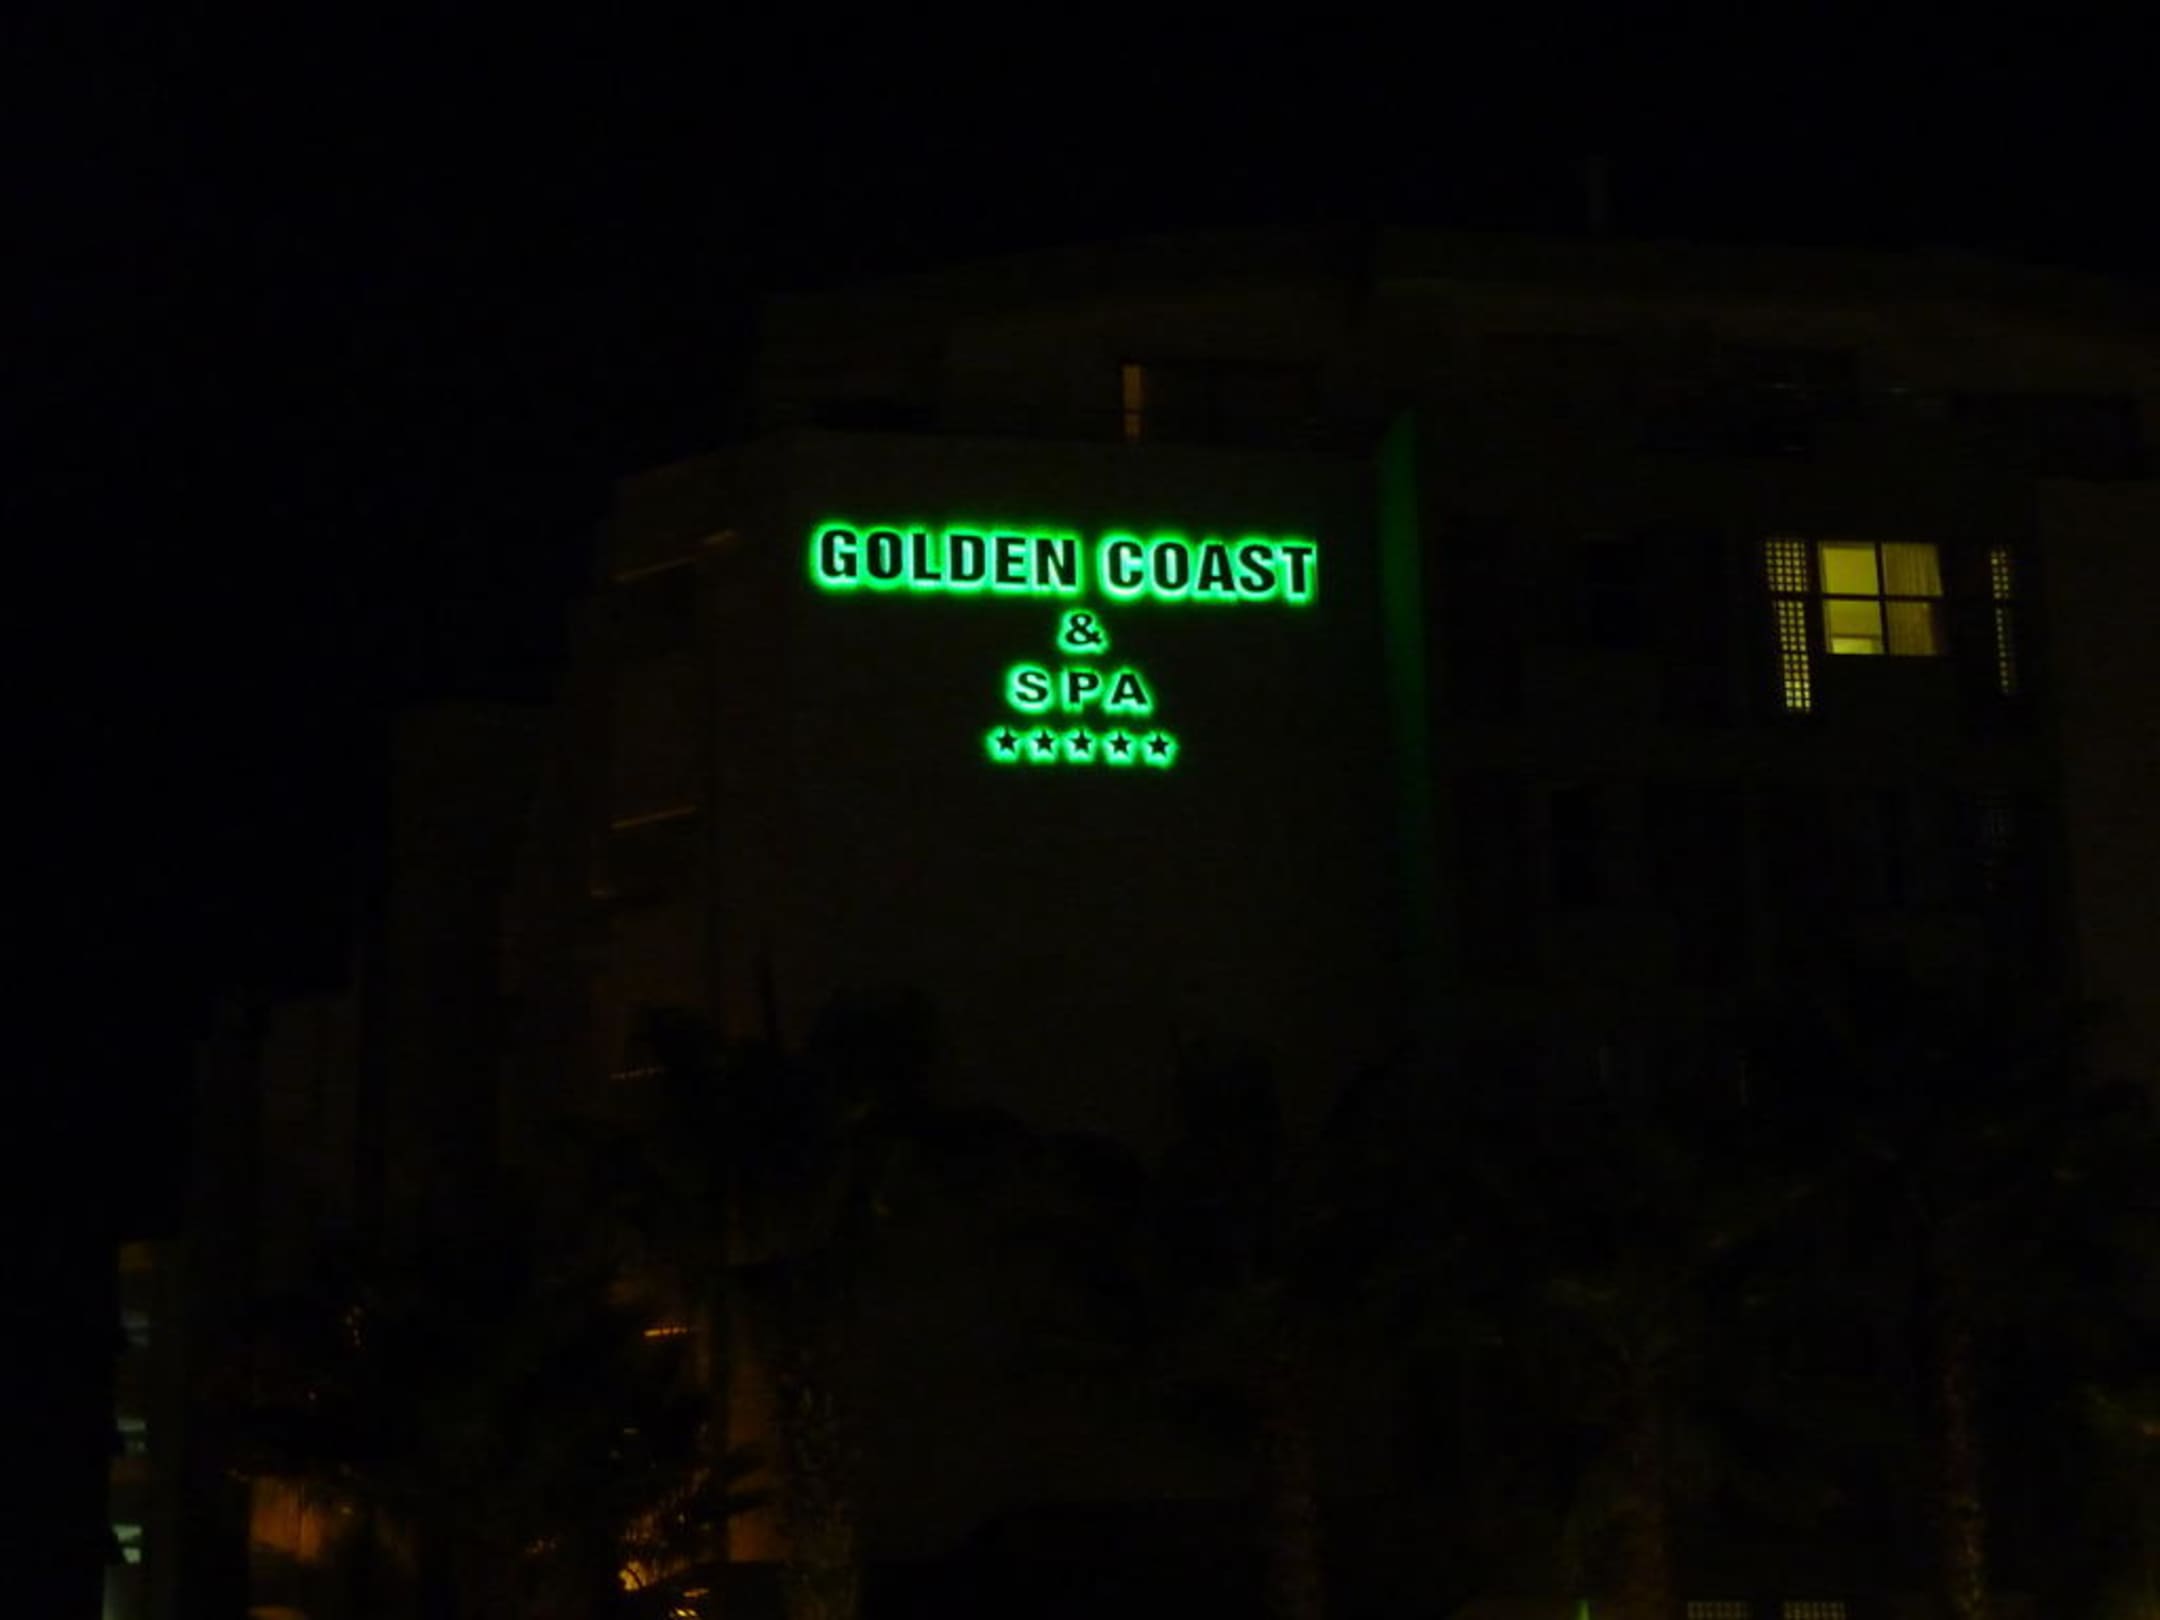 GOLDEN COAST
&
SPA
★★★★★